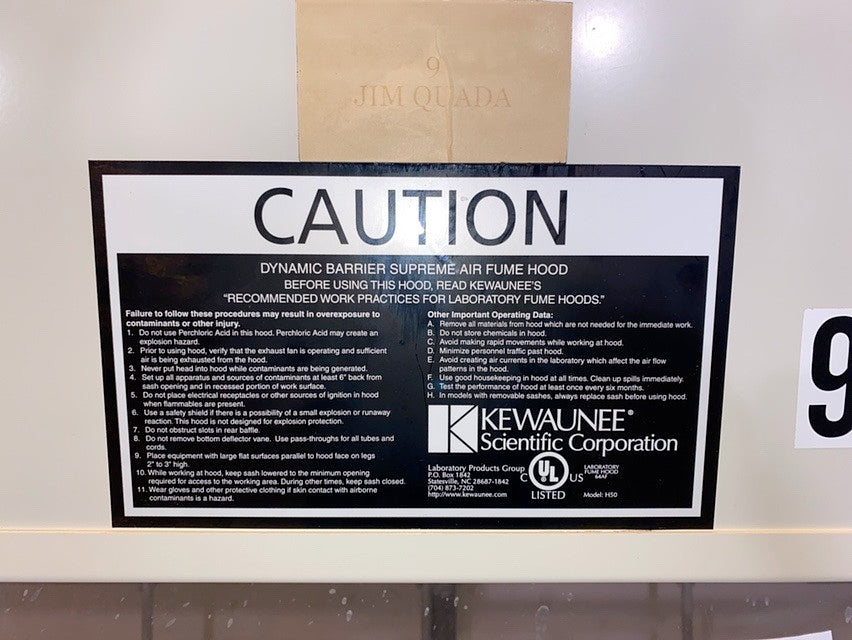 9
JIM QUADA
CAUTION
DYNAMIC BARRIER SUPREME AIR FUME HOOD
BEFORE USING THIS HOOD, READ KEWAUNEE'S
"RECOMMENDED WORK PRACTICES FOR LABORATORY FUME HOODS."
Failure to follow these procedures may result in overexposure to
contaminants or other injury.
1. Do not use Perchloric Acid in this hood. Perchloric Acid may create an
explosion hazard.
2. Prior to using hood, verify that the exhaust fan is operating and sufficient
air is being exhausted from the hood.
3. Never put head into hood while contaminants are being generated.
4. Set up all apparatus and sources of contaminants at least 6" back from
sash opening and in recessed portion of work surface.
5. Do not place electrical receptacles or other sources of ignition in hood
when flammables are present.
6. Use a safety shield if there is a possibility of a small explosion or runaway
reaction. This hood is not designed for explosion protection.
7. Do not obstruct slots in rear baffle.
8. Do not remove bottom deflector vane. Use pass-throughs for all tubes and
cords.
9. Place equipment with large flat surfaces parallel to hood face on legs
2" to 3" high.
10. While working at hood, keep sash lowered to the minimum opening
required for access to the working area. During other times, keep sash closed.
11. Wear gloves and other protective clothing if skin contact with airborne
contaminants is a hazard.
Other Important Operating Data:
A. Remove all materials from hood which are not needed for the immediate work.
B. Do not store chemicals in hood.
C. Avoid making rapid movements while working at hood.
D. Minimize personnel traffic past hood.
E. Avoid creating air currents in the laboratory which affect the air flow
patterns in the hood.
F. Use good housekeeping in hood at all times. Clean up spills immediately.
G. Test the performance of hood at least once every six months.
H. In models with removable sashes, always replace sash before using hood.
KEWAUNEE®
Scientific Corporation
Laboratory Products Group
P.O. Box 1842
Statesville, NC 28687-1842
(704) 873-7202
http://www.kewaunee.com
C UL US
LISTED
LABORATORY
FUME HOOD
64AF
Model: H50
9